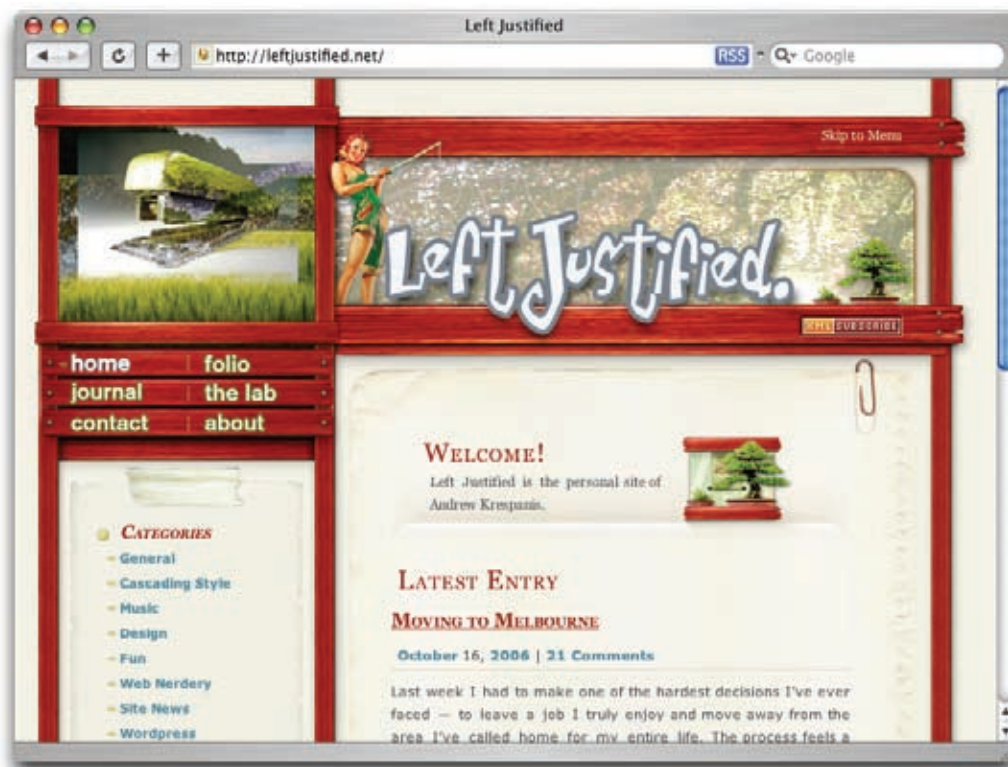 Left Justified
http://leftjustified.net/
RSS
Google
Skip to Menu
Left Justified.
XML SUBSCRIBE
home
folio
journal
the lab
contact
about
Categories
General
Cascading Style
Music
Design
Fun
Web Nerdery
Site News
Wordpress
Welcome!
Left Justified is the personal site of
Andrew Krespanis.
Latest Entry
Moving to Melbourne
October 16, 2006 | 21 Comments
Last week I had to make one of the hardest decisions I've ever
faced — to leave a job I truly enjoy and move away from the
area I've called home for my entire life. The process feels a